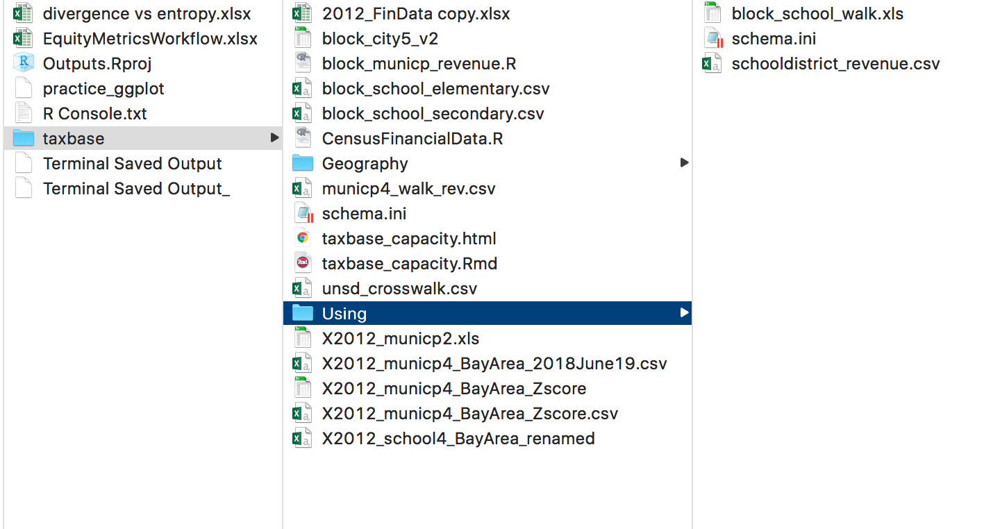 divergence vs entropy.xlsx
EquityMetricsWorkflow.xlsx
Outputs.Rproj
practice_ggplot
R Console.txt
taxbase
Terminal Saved Output
Terminal Saved Output_
2012_FinData copy.xlsx
block_city5_v2
block_municp_revenue.R
block_school_elementary.csv
block_school_secondary.csv
CensusFinancialData.R
Geography
municp4_walk_rev.csv
schema.ini
taxbase_capacity.html
taxbase_capacity.Rmd
unsd_crosswalk.csv
Using
X2012_municp2.xls
X2012_municp4_BayArea_2018June19.csv
X2012_municp4_BayArea_Zscore
X2012_municp4_BayArea_Zscore.csv
X2012_school4_BayArea_renamed
block_school_walk.xls
schema.ini
schooldistrict_revenue.csv